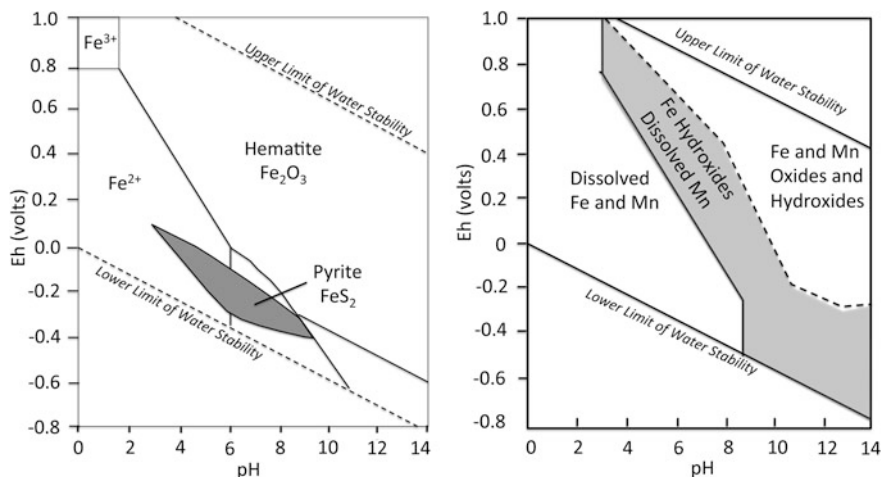 1.0
0.8
0.6
0.4
0.2
0.0
-0.2
-0.4
-0.6
-0.8
Eh (volts)
0
2
4
6
8
10
12
14
pH
Fe3+
Upper Limit of Water Stability
Hematite
Fe2O3
Fe2+
Pyrite
FeS2
Lower Limit of Water Stability
1.0
0.8
0.6
0.4
0.2
0
-0.2
-0.4
-0.6
-0.8
Eh (volts)
0
2
4
6
8
10
12
14
pH
Upper Limit of Water Stability
Fe Hydroxides
Dissolved Mn
Fe and Mn
Oxides and
Hydroxides
Dissolved
Fe and Mn
Lower Limit of Water Stability